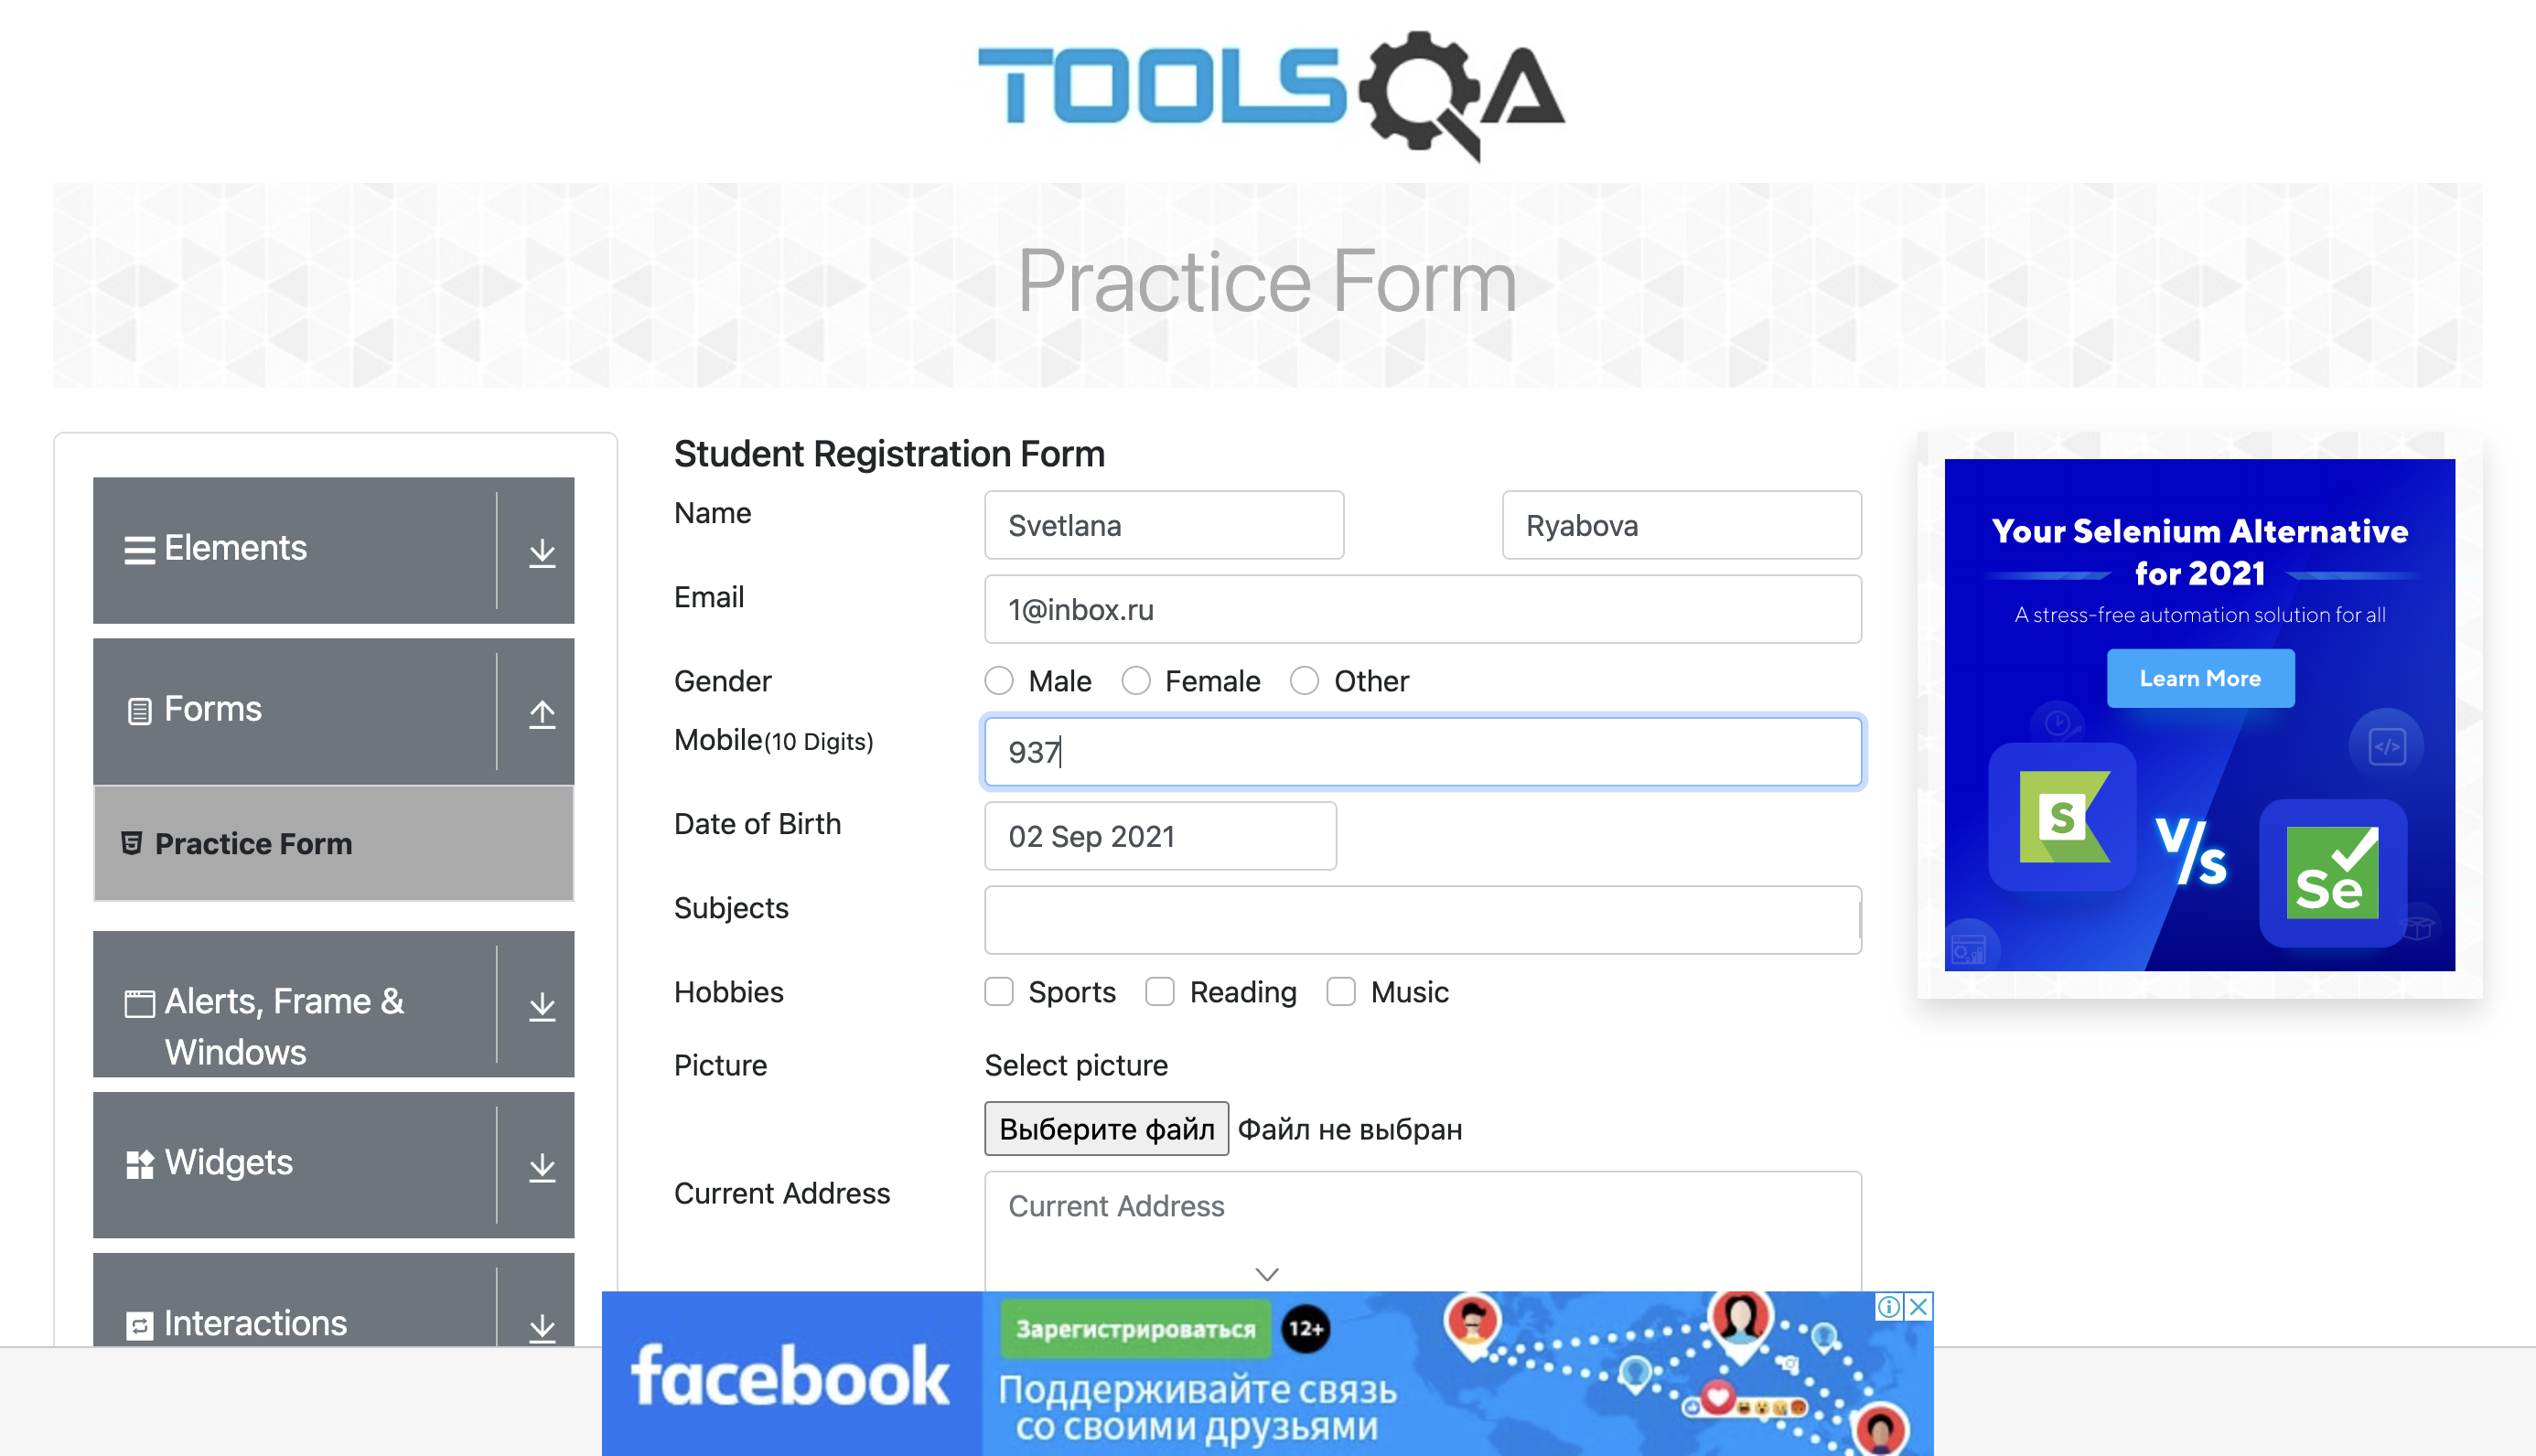 TOOLSQA
Practice Form
Elements
Forms
Practice Form
Alerts, Frame &
Windows
Widgets
Interactions
Student Registration Form
Name
Svetlana
Ryabova
Email
1@inbox.ru
Gender
Male
Female
Other
Mobile(10 Digits)
937
Date of Birth
02 Sep 2021
Subjects
Hobbies
Sports
Reading
Music
Picture
Select picture
Выберите файл
Файл не выбран
Current Address
Current Address
Your Selenium Alternative
for 2021
A stress-free automation solution for all
Learn More
S
V/s
Se
facebook
Зарегистрироваться
12+
Поддерживайте связь
со своими друзьями